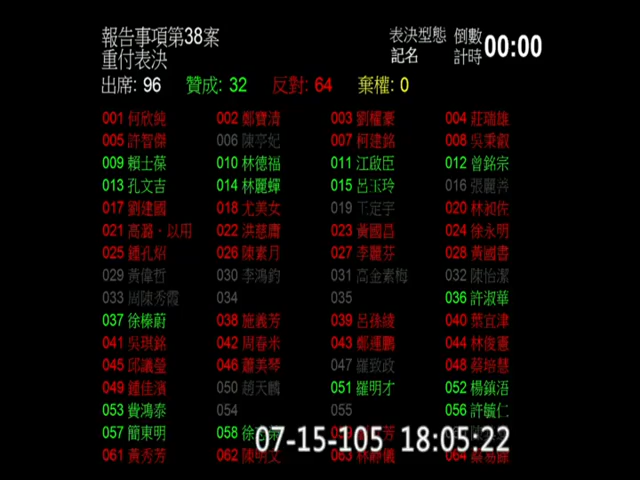 報告事項第38案
重付表決
表決型態
記名
倒數
計時
00:00
出席: 96 贊成: 32 反對: 64 棄權: 0
001 何欣純 002 鄭寶清 003 劉櫂豪 004 莊瑞雄
005 許智傑 006 陳亭妃 007 柯建銘 008 吳秉叡
009 賴士葆 010 林德福 011 江啟臣 012 曾銘宗
013 孔文吉 014 林麗蟬 015 呂玉玲 016 張麗善
017 劉建國 018 尤美女 019 王定宇 020 林昶佐
021 高潞．以用 022 洪慈庸 023 黃國昌 024 徐永明
025 鍾孔炤 026 陳素月 027 李麗芬 028 黃國書
029 黃偉哲 030 李鴻鈞 031 高金素梅 032 陳怡潔
033 周陳秀霞 034 035 036 許淑華
037 徐榛蔚 038 施義芳 039 呂孫綾 040 葉宜津
041 吳琪銘 042 周春米 043 鄭運鵬 044 林俊憲
045 邱議瑩 046 蕭美琴 047 羅致政 048 蔡培慧
049 鍾佳濱 050 趙天麟 051 羅明才 052 楊鎮浯
053 費鴻泰 054 055 056 許毓仁
057 簡東明 058 徐
061 黃秀芳 062 陳明文 063 林靜儀 064 蔡易餘
07-15-105 18:05:22